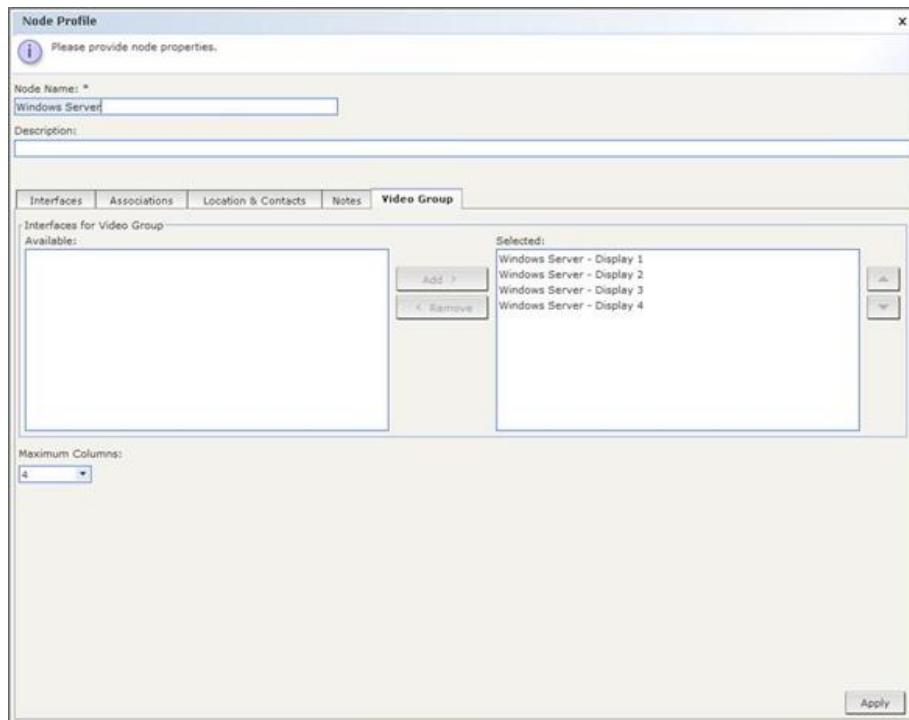 Node Profile x
i Please provide node properties.
Node Name: *
Windows Server
Description:
Interfaces Associations Location & Contacts Notes Video Group
Interfaces for Video Group
Available: Selected:
Windows Server - Display 1
Windows Server - Display 2
Windows Server - Display 3
Windows Server - Display 4
Add >
< Remove
Maximum Columns:
4
Apply